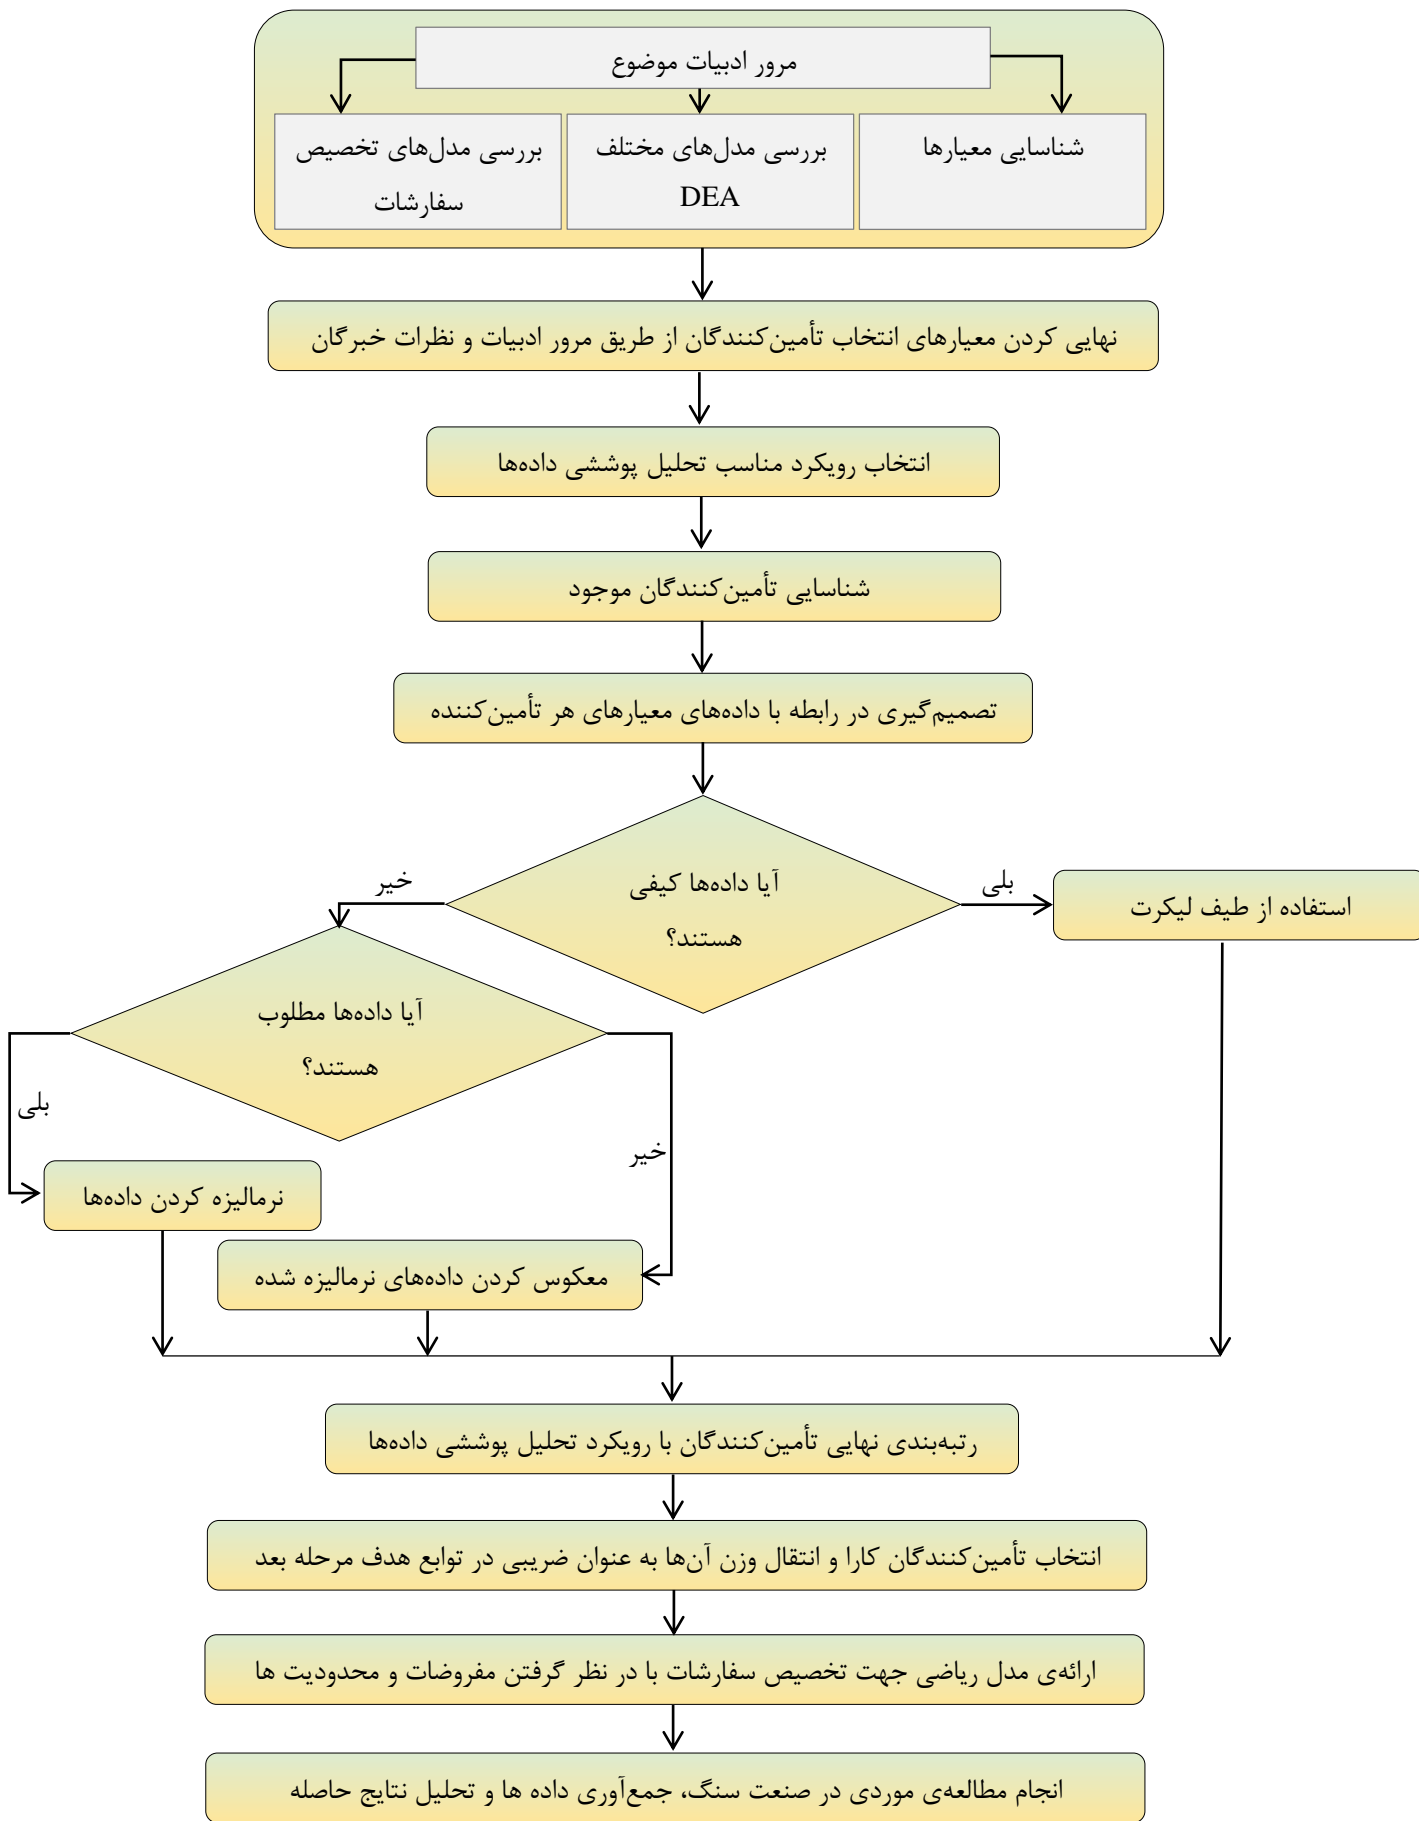 مرور ادبیات موضوع
شناسایی معیارها
بررسی مدل‌های مختلف
DEA
بررسی مدل‌های تخصیص
سفارشات
نهایی کردن معیارهای انتخاب تأمین‌کنندگان از طریق مرور ادبیات و نظرات خبرگان
انتخاب رویکرد مناسب تحلیل پوششی داده‌ها
شناسایی تأمین‌کنندگان موجود
تصمیم‌گیری در رابطه با داده‌های معیارهای هر تأمین‌کننده
آیا داده‌ها کیفی
هستند؟
بلی
استفاده از طیف لیکرت
خیر
آیا داده‌ها مطلوب
هستند؟
بلی
خیر
نرمالیزه کردن داده‌ها
معکوس کردن داده‌های نرمالیزه شده
رتبه‌بندی نهایی تأمین‌کنندگان با رویکرد تحلیل پوششی داده‌ها
انتخاب تأمین‌کنندگان کارا و انتقال وزن آن‌ها به عنوان ضریبی در توابع هدف مرحله بعد
ارائه‌ی مدل ریاضی جهت تخصیص سفارشات با در نظر گرفتن مفروضات و محدودیت ها
انجام مطالعه‌ی موردی در صنعت سنگ، جمع‌آوری داده ها و تحلیل نتایج حاصله